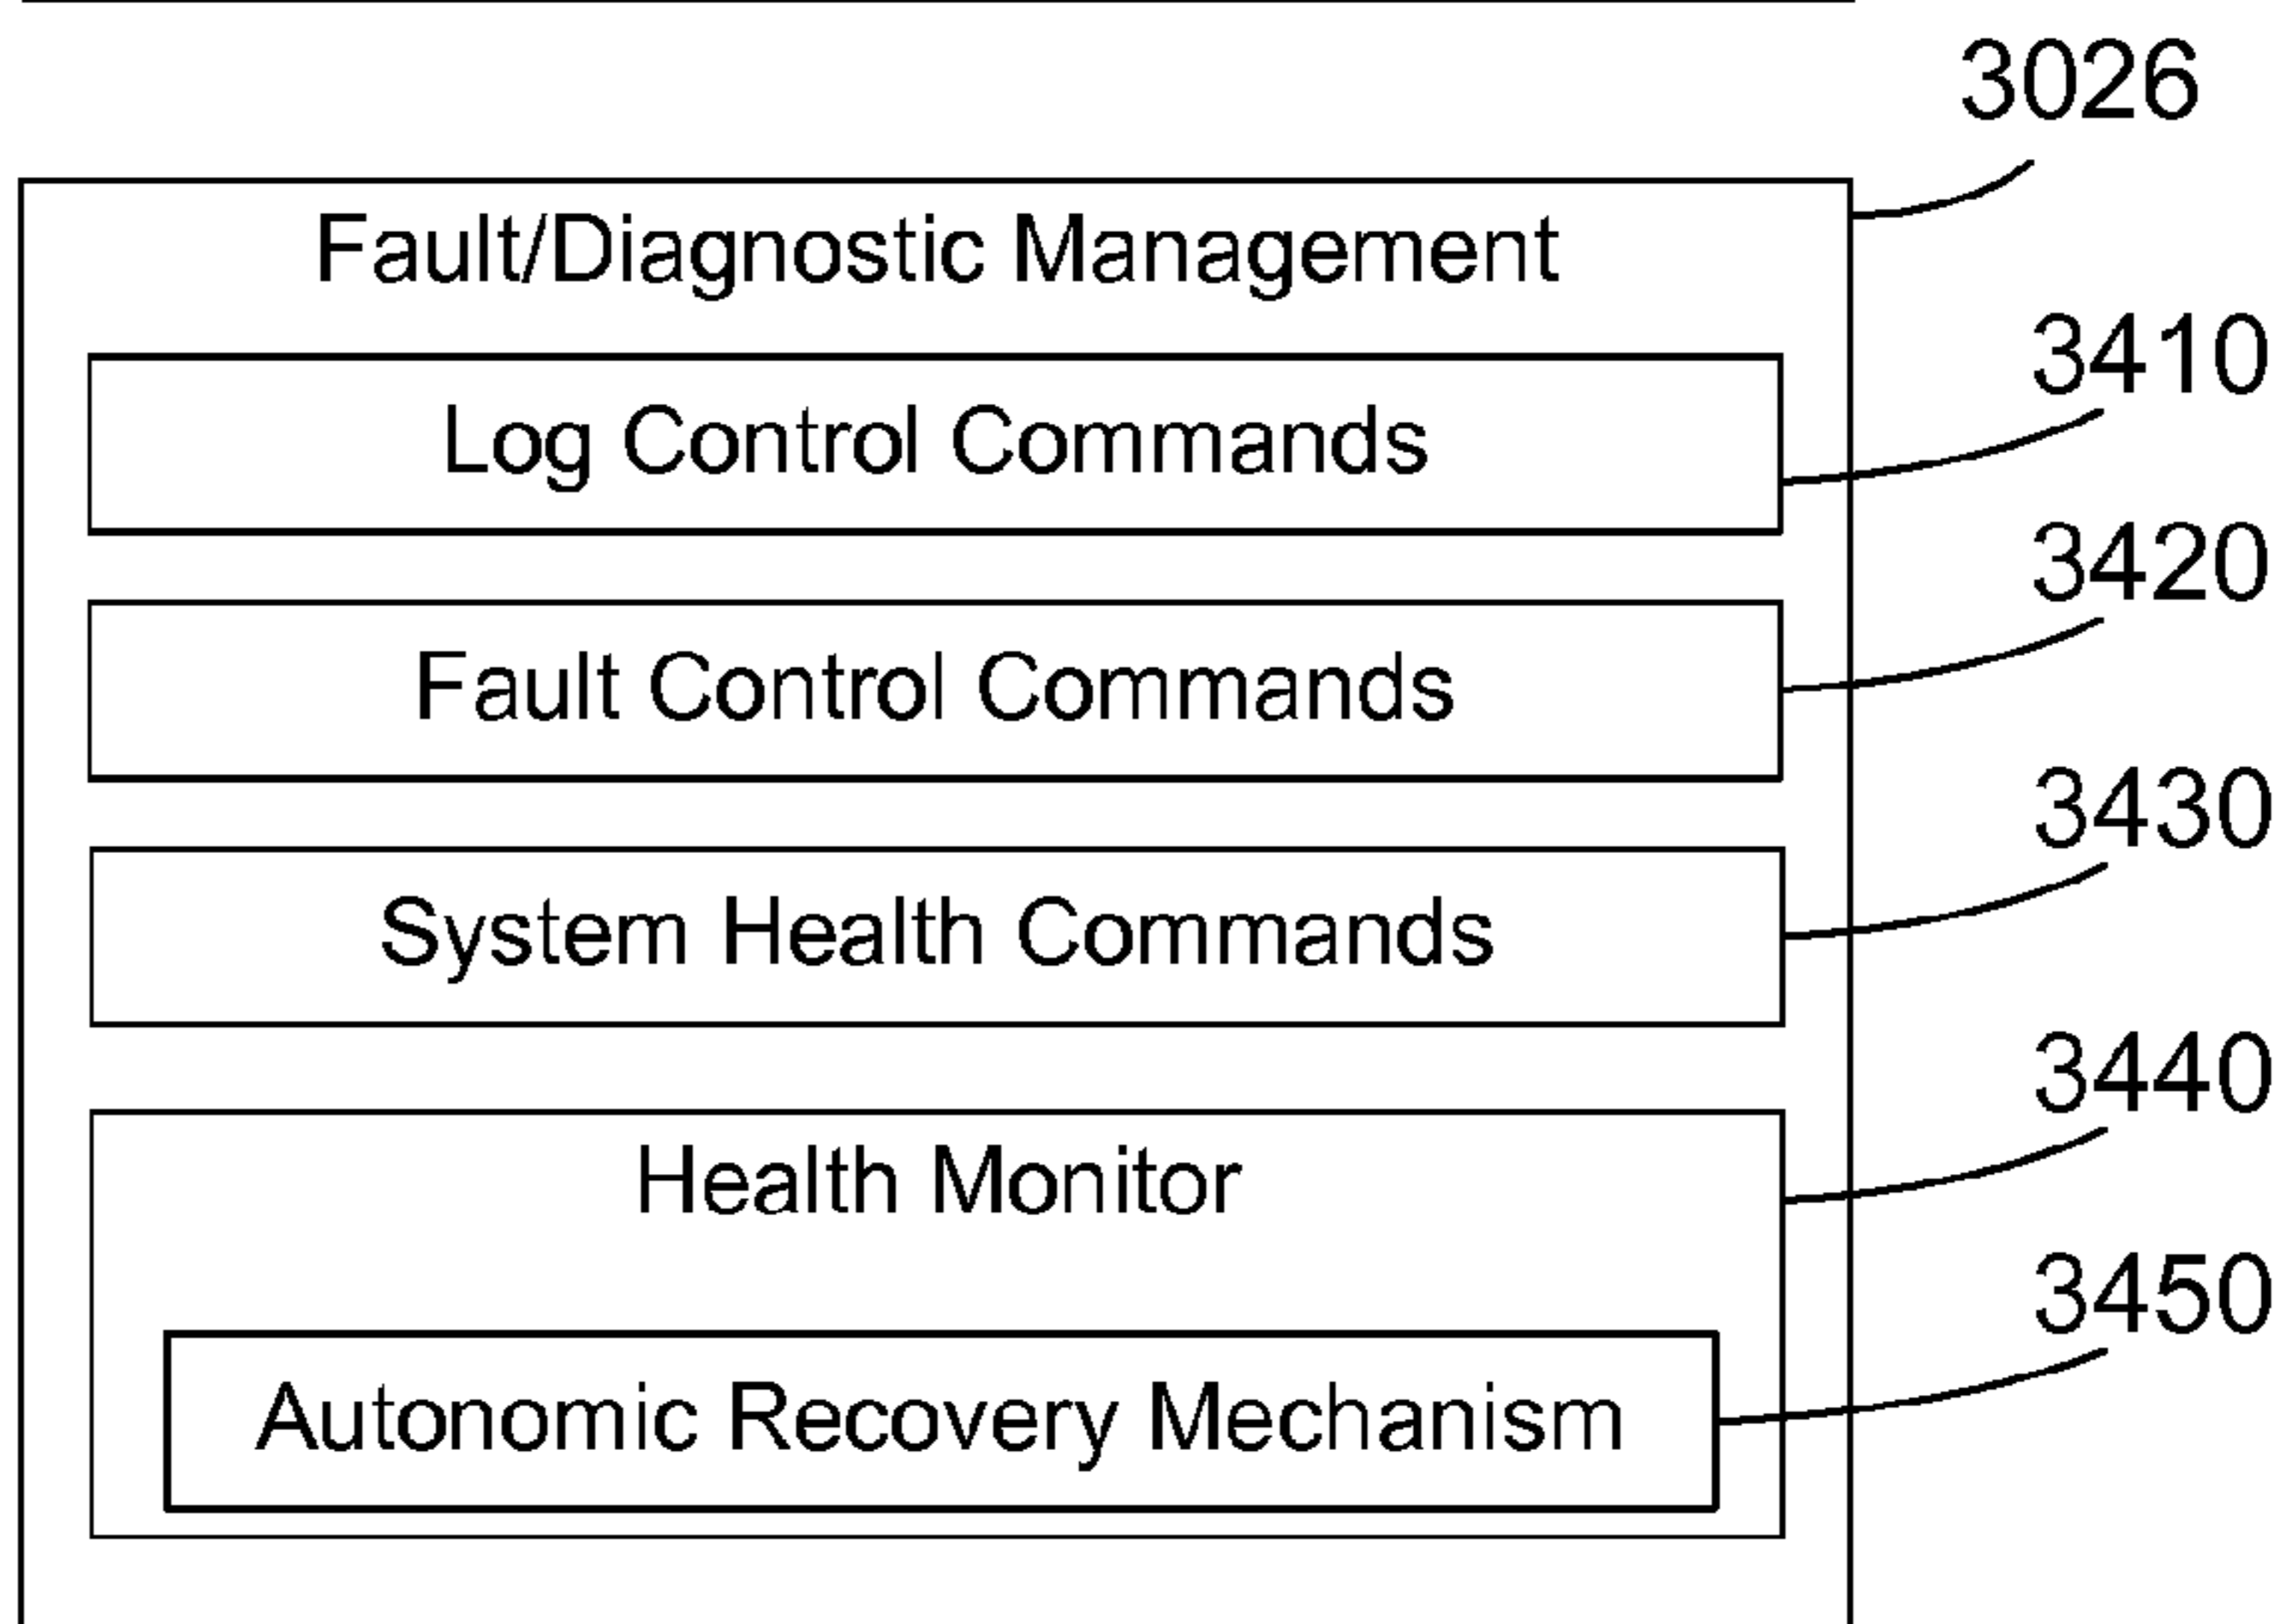 3026
Fault/Diagnostic Management
3410
Log Control Commands
3420
Fault Control Commands
3430
System Health Commands
3440
Health Monitor
3450
Autonomic Recovery Mechanism